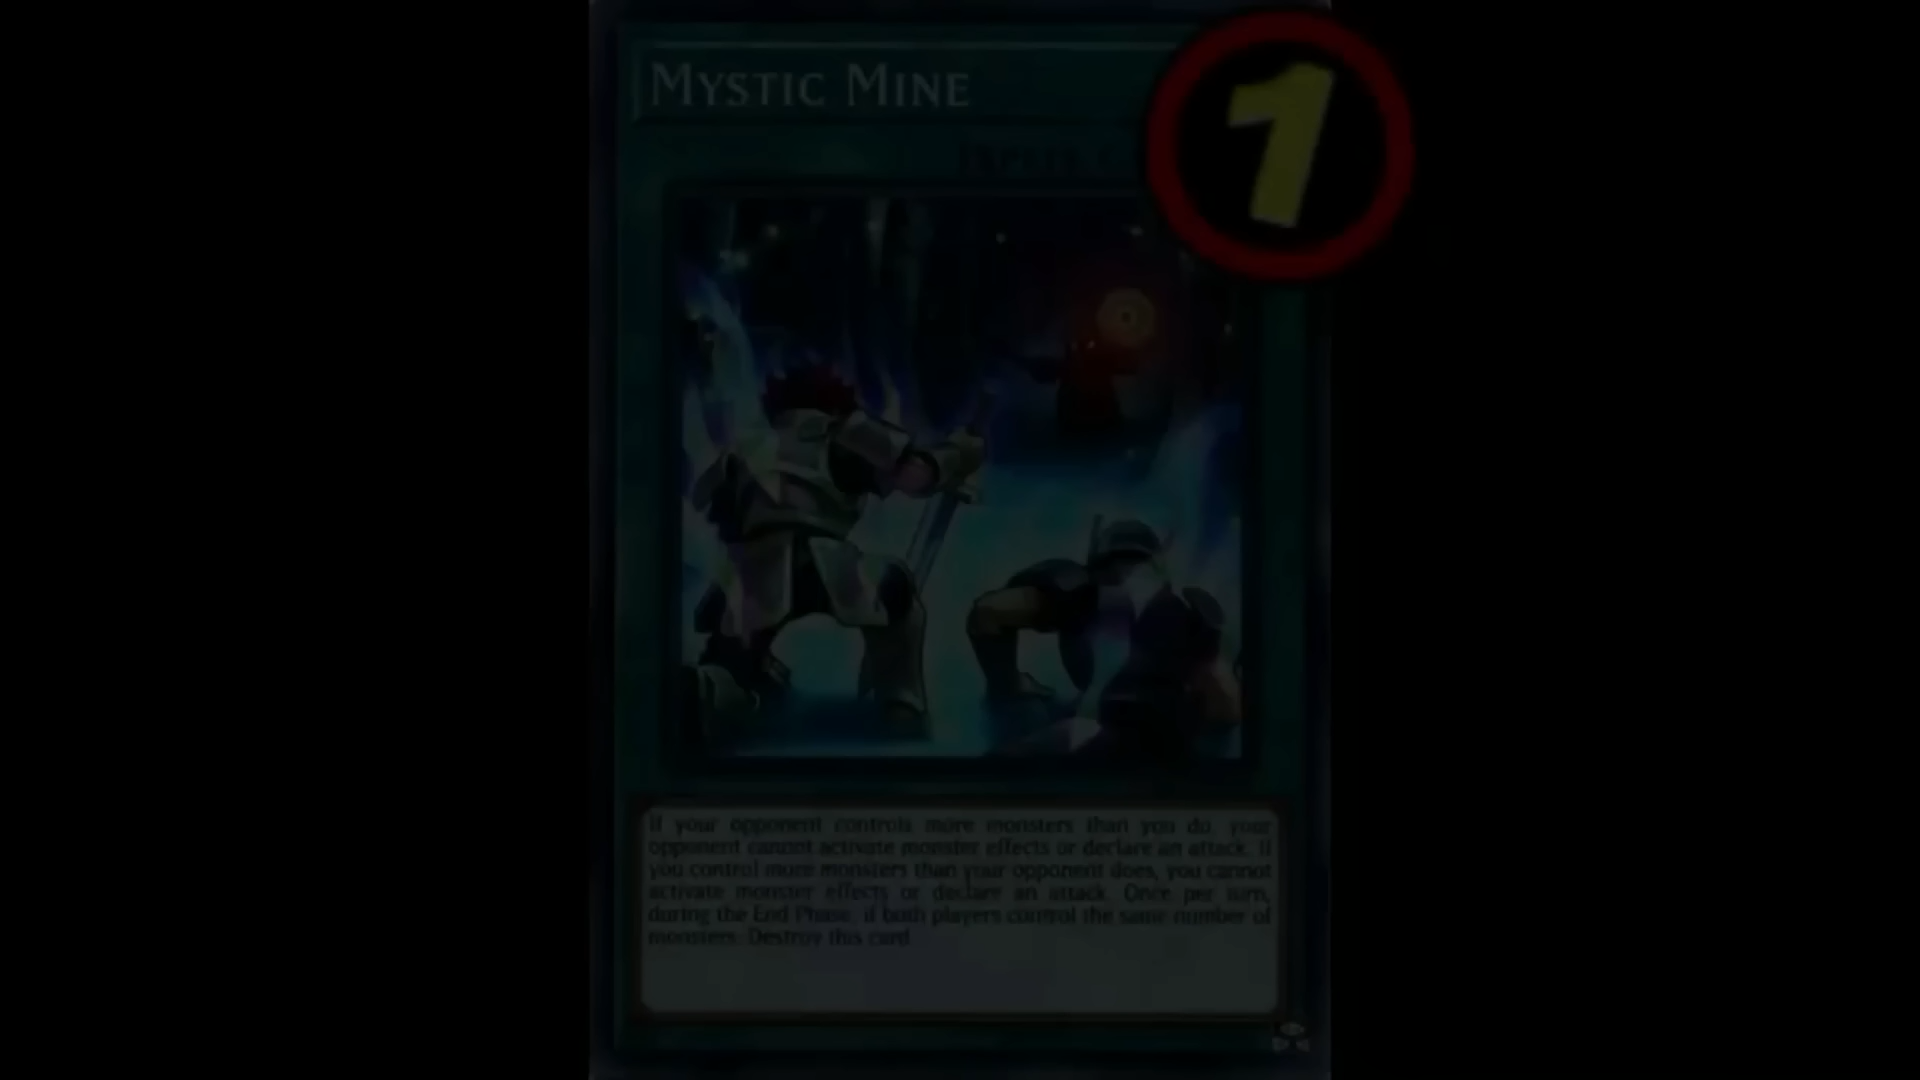 MYSTIC MINE
1
If your opponent controls more monsters than you do, your
opponent cannot activate monster effects or declare an attack. If
you control more monsters than your opponent does, you cannot
activate monster effects or declare an attack. Once per turn,
during the End Phase, if both players control the same number of
monsters: Destroy this card.